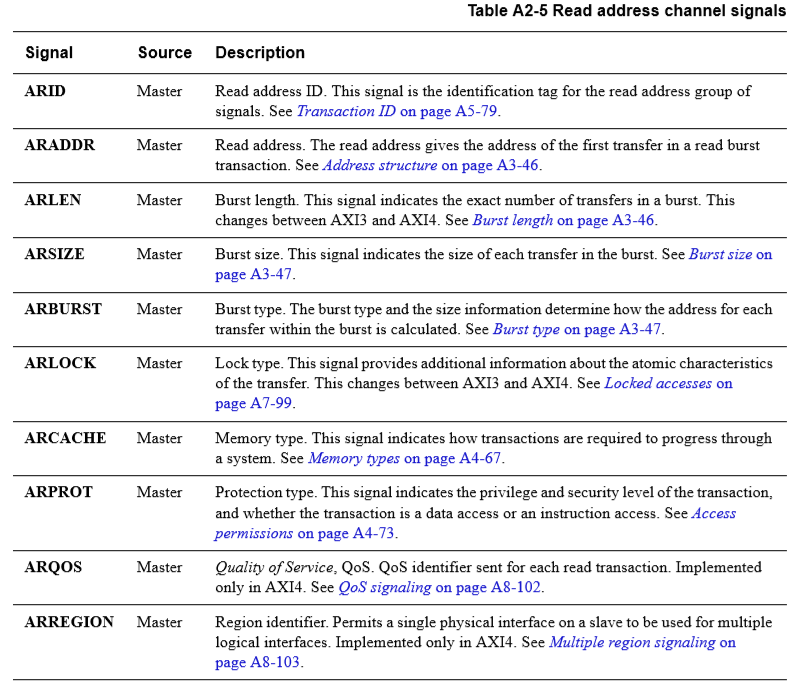 Table A2-5 Read address channel signals
Signal Source Description
ARID Master Read address ID. This signal is the identification tag for the read address group of
signals. See Transaction ID on page A5-79.
ARADDR Master Read address. The read address gives the address of the first transfer in a read burst
transaction. See Address structure on page A3-46.
ARLEN Master Burst length. This signal indicates the exact number of transfers in a burst. This
changes between AXI3 and AXI4. See Burst length on page A3-46.
ARSIZE Master Burst size. This signal indicates the size of each transfer in the burst. See Burst size on
page A3-47.
ARBURST Master Burst type. The burst type and the size information determine how the address for each
transfer within the burst is calculated. See Burst type on page A3-47.
ARLOCK Master Lock type. This signal provides additional information about the atomic characteristics
of the transfer. This changes between AXI3 and AXI4. See Locked accesses on
page A7-99.
ARCACHE Master Memory type. This signal indicates how transactions are required to progress through
a system. See Memory types on page A4-67.
ARPROT Master Protection type. This signal indicates the privilege and security level of the transaction,
and whether the transaction is a data access or an instruction access. See Access
permissions on page A4-73.
ARQOS Master Quality of Service, QoS. QoS identifier sent for each read transaction. Implemented
only in AXI4. See QoS signaling on page A8-102.
ARREGION Master Region identifier. Permits a single physical interface on a slave to be used for multiple
logical interfaces. Implemented only in AXI4. See Multiple region signaling on
page A8-103.